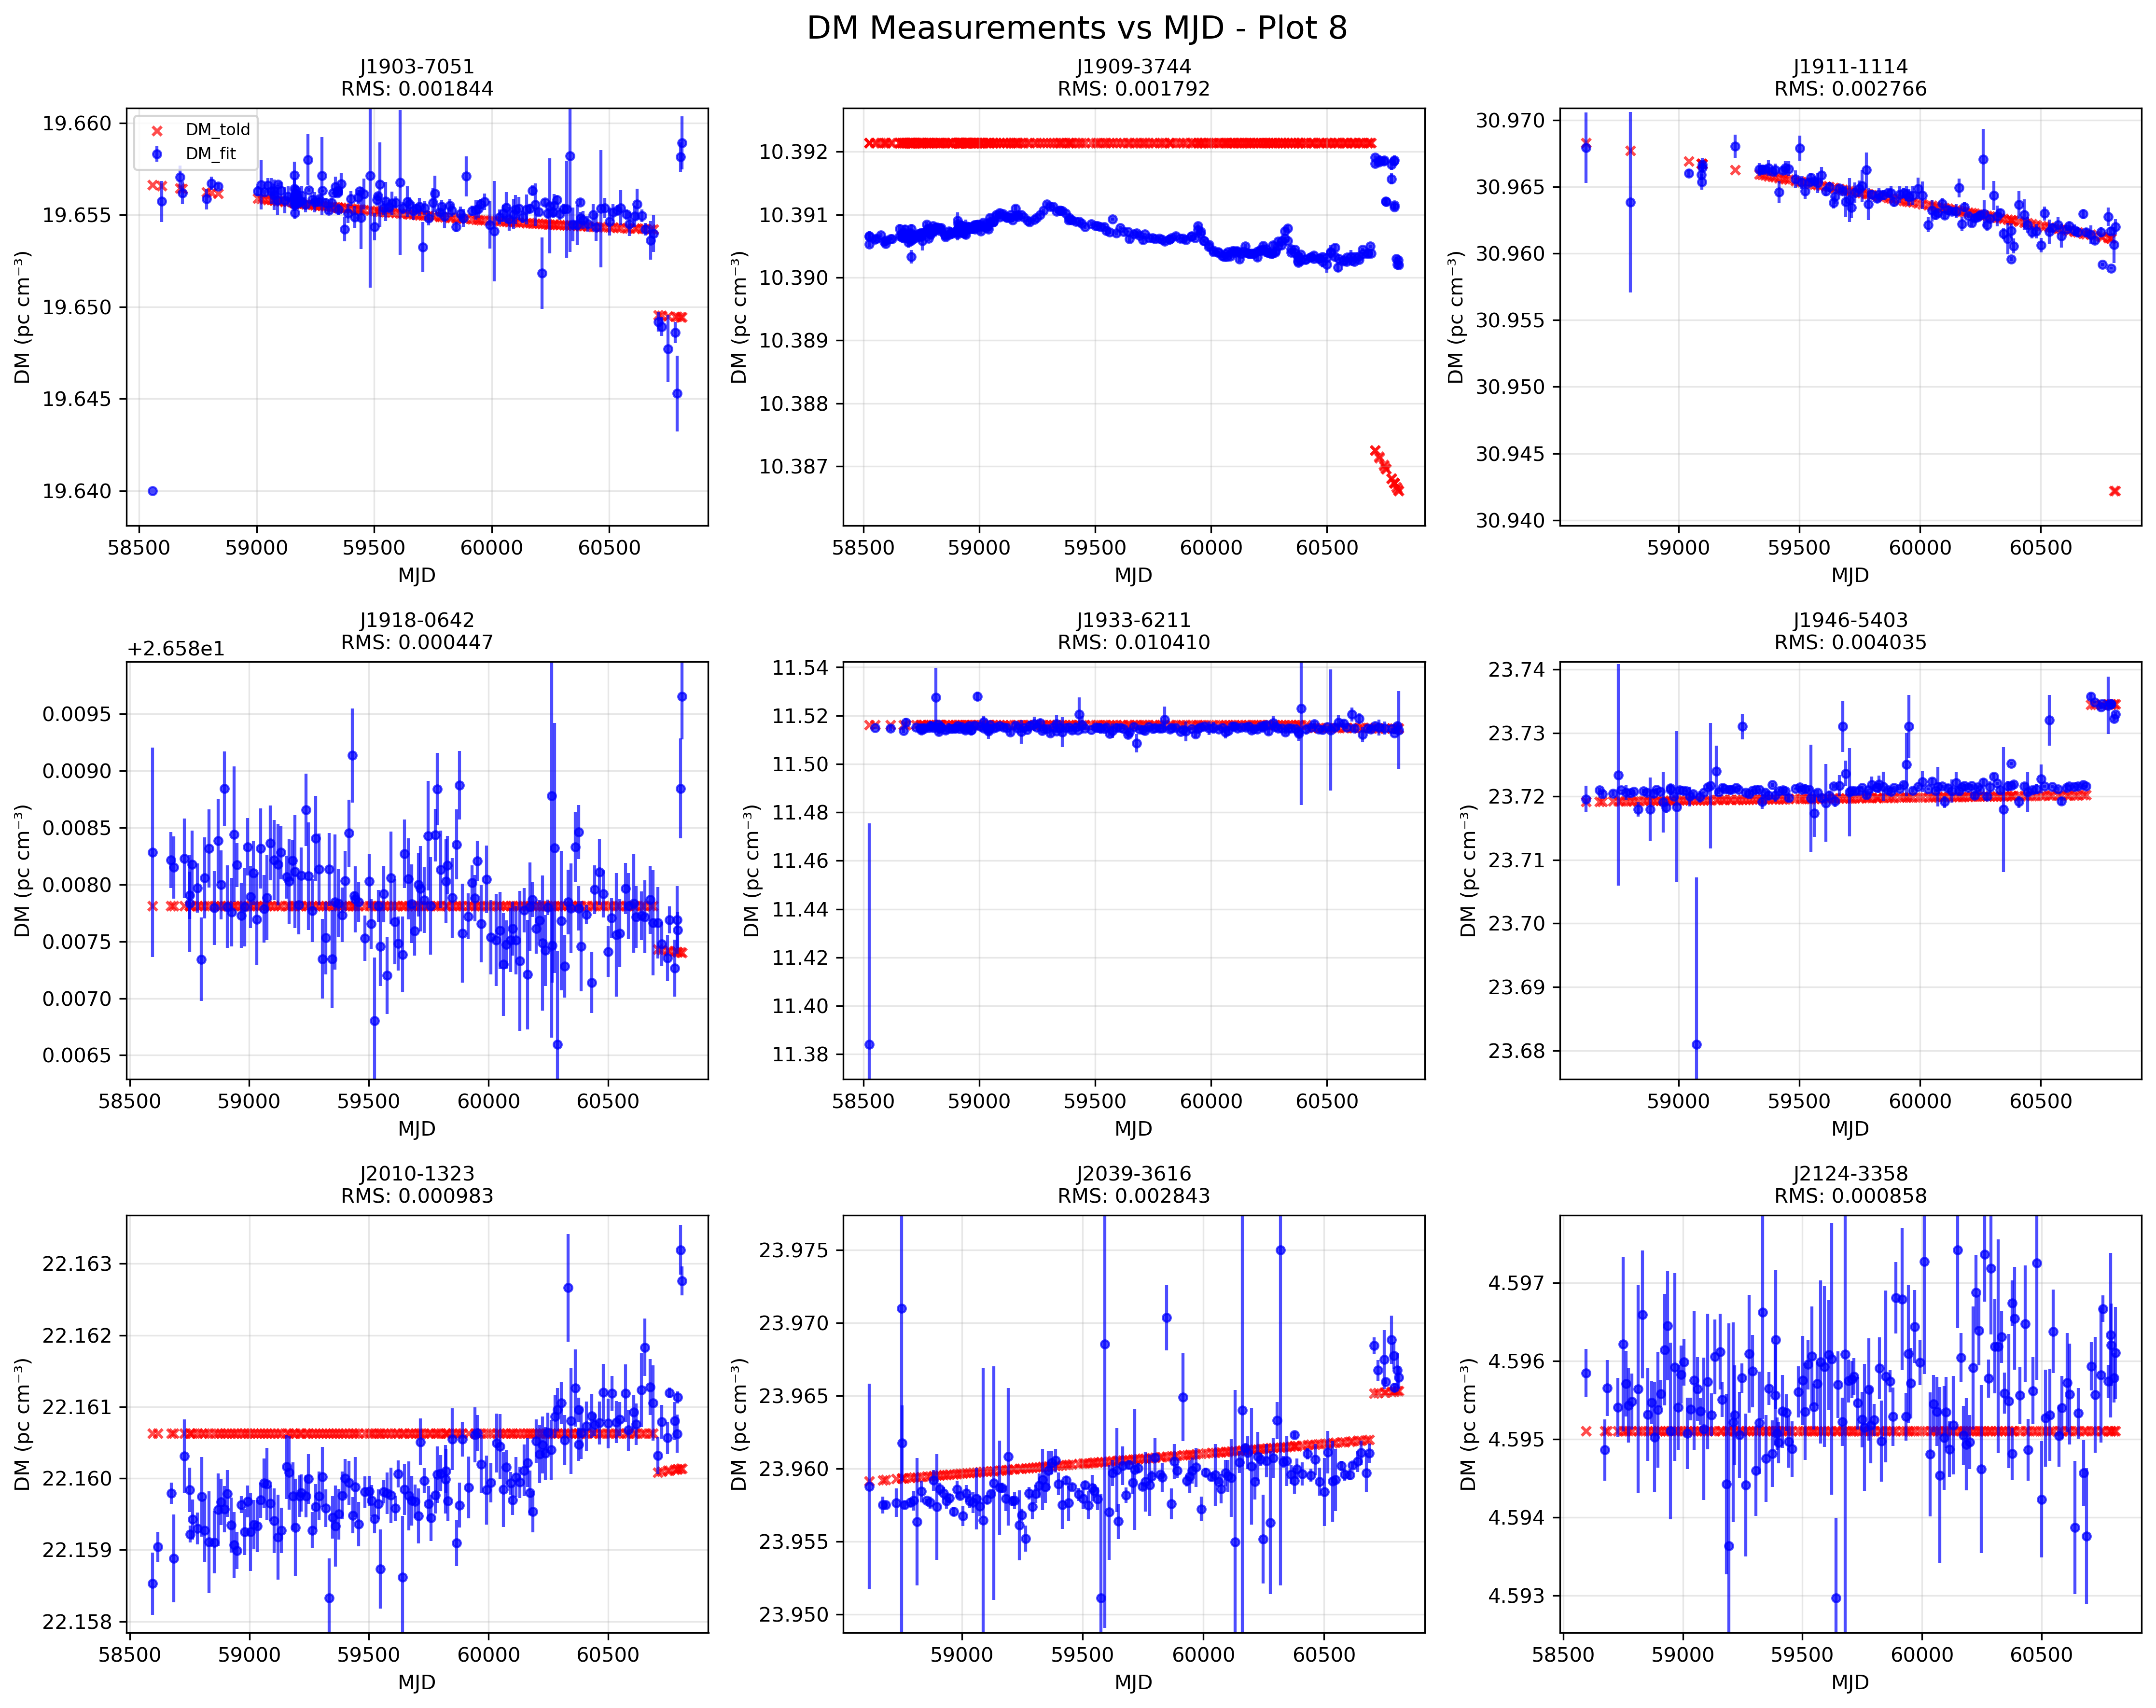 DM Measurements vs MJD - Plot 8
J1903-7051
RMS: 0.001844
19.660
19.655
19.650
19.645
19.640
DM (pc cm⁻³)
DM_told
DM_fit
58500 59000 59500 60000 60500
MJD
J1909-3744
RMS: 0.001792
10.392
10.391
10.390
10.389
10.388
10.387
DM (pc cm⁻³)
58500 59000 59500 60000 60500
MJD
J1911-1114
RMS: 0.002766
30.970
30.965
30.960
30.955
30.950
30.945
30.940
DM (pc cm⁻³)
59000 59500 60000 60500
MJD
J1918-0642
RMS: 0.000447
+2.658e1
0.0095
0.0090
0.0085
0.0080
0.0075
0.0070
0.0065
DM (pc cm⁻³)
58500 59000 59500 60000 60500
MJD
J1933-6211
RMS: 0.010410
11.54
11.52
11.50
11.48
11.46
11.44
11.42
11.40
11.38
DM (pc cm⁻³)
58500 59000 59500 60000 60500
MJD
J1946-5403
RMS: 0.004035
23.74
23.73
23.72
23.71
23.70
23.69
23.68
DM (pc cm⁻³)
59000 59500 60000 60500
MJD
J2010-1323
RMS: 0.000983
22.163
22.162
22.161
22.160
22.159
22.158
DM (pc cm⁻³)
58500 59000 59500 60000 60500
MJD
J2039-3616
RMS: 0.002843
23.975
23.970
23.965
23.960
23.955
23.950
DM (pc cm⁻³)
59000 59500 60000 60500
MJD
J2124-3358
RMS: 0.000858
4.597
4.596
4.595
4.594
4.593
DM (pc cm⁻³)
58500 59000 59500 60000 60500
MJD